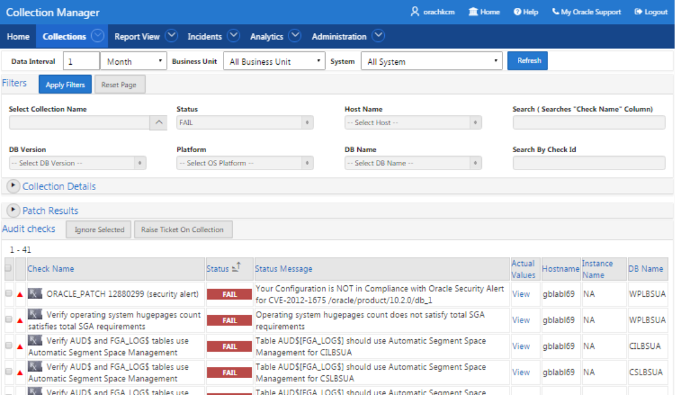 Collection Manager orachkcm Home Help My Oracle Support Logout
Home Collections Report View Incidents Analytics Administration
Data Interval 1 Month Business Unit All Business Unit System All System Refresh
Filters Apply Filters Reset Page
Select Collection Name Status Host Name Search ( Searches "Check Name" Column)
FAIL -- Select Host --
DB Version Platform DB Name Search By Check Id
-- Select DB Version -- -- Select OS Platform -- -- Select DB Name --
Collection Details
Patch Results
Audit checks Ignore Selected Raise Ticket On Collection
1 - 41
Check Name Status Status Message Actual Values Hostname Instance Name DB Name
ORACLE_PATCH 12880299 (security alert) FAIL Your Configuration is NOT in Compliance with Oracle Security Alert
for CVE-2012-1675 /oracle/product/10.2.0/db_1 View gblabl69 NA WPLBSUA
Verify operating system hugepages count
satisfies total SGA requirements FAIL Operating system hugepages count does not satisfy total SGA
requirements View gblabl69 NA WPLBSUA
Verify AUD$ and FGA_LOG$ tables use
Automatic Segment Space Management FAIL Table AUD$[FGA_LOG$] should use Automatic Segment Space
Management for CILBSUA View gblabl69 NA CILBSUA
Verify AUD$ and FGA_LOG$ tables use
Automatic Segment Space Management FAIL Table AUD$[FGA_LOG$] should use Automatic Segment Space
Management for CSLBSUA View gblabl69 NA CSLBSUA
Verify AUD$ and FGA_LOG$ tables use Table AUD$[FGA_LOG$] should use Automatic Segment Space